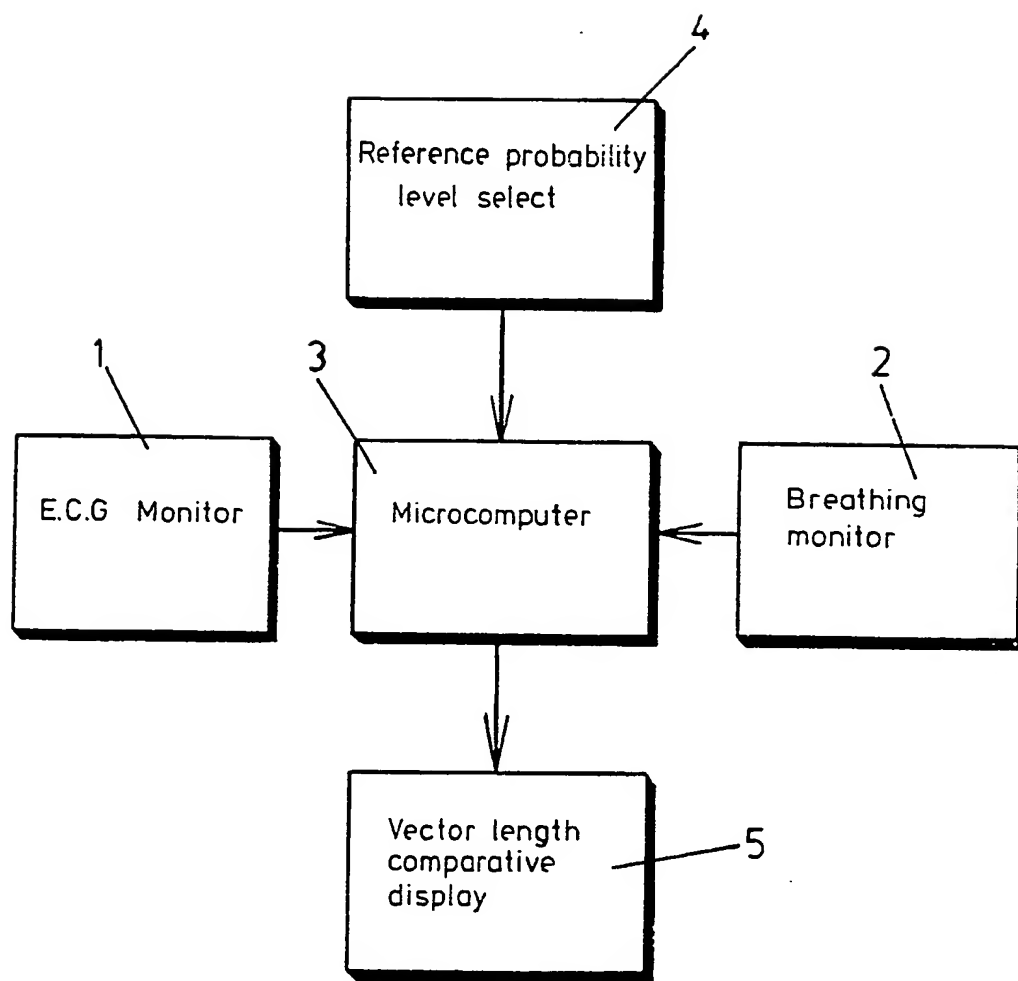 4
Reference probability
level select
1
3
2
E.C.G Monitor
Microcomputer
Breathing
monitor
Vector length
comparative
display
5